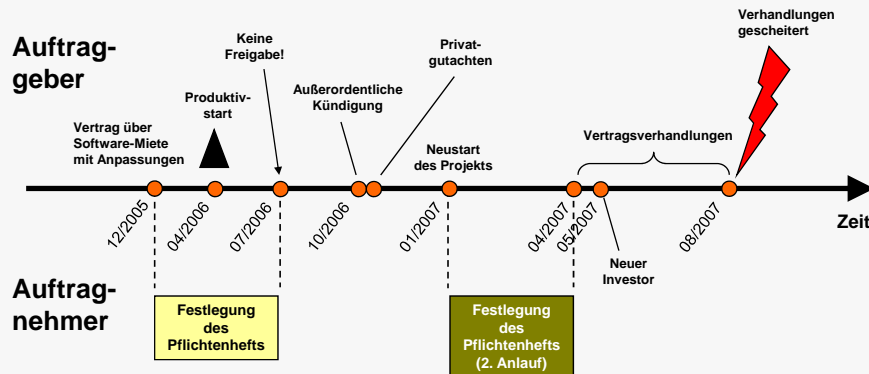 Auftrag-
geber
Vertrag über
Software-Miete
mit Anpassungen
Produktiv-
start
Keine
Freigabe!
Außerordentliche
Kündigung
Privat-
gutachten
Neustart
des Projekts
Vertragsverhandlungen
Verhandlungen
gescheitert
12/2005
04/2006
07/2006
10/2006
01/2007
04/2007
05/2007
08/2007
Zeit
Neuer
Investor
Auftrag-
nehmer
Festlegung
des
Pflichtenhefts
Festlegung
des
Pflichtenhefts
(2. Anlauf)